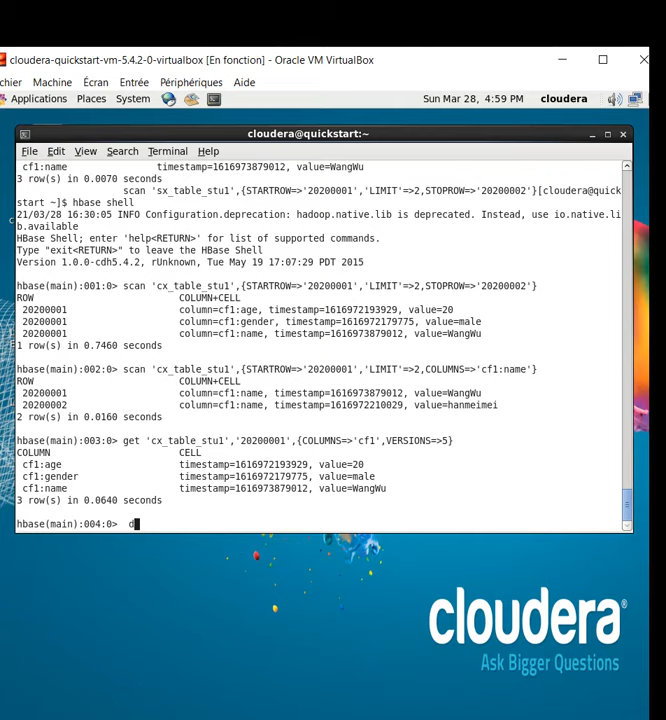 cloudera-quickstart-vm-5.4.2-0-virtualbox [En fonction] - Oracle VM VirtualBox
chier Machine Écran Entrée Périphériques Aide
Applications Places System Sun Mar 28, 4:59 PM cloudera
cloudera@quickstart:~
File Edit View Search Terminal Help
cf1:name timestamp=1616973879012, value=WangWu
3 row(s) in 0.0070 seconds
scan 'sx_table_stu1',{STARTROW=>'20200001','LIMIT'=>2,STOPROW=>'20200002'}[cloudera@quick
start ~]$ hbase shell
21/03/28 16:30:05 INFO Configuration.deprecation: hadoop.native.lib is deprecated. Instead, use io.native.li
b.available
HBase Shell; enter 'help<RETURN>' for list of supported commands.
Type "exit<RETURN>" to leave the HBase Shell
Version 1.0.0-cdh5.4.2, rUnknown, Tue May 19 17:07:29 PDT 2015
hbase(main):001:0> scan 'cx_table_stu1',{STARTROW=>'20200001','LIMIT'=>2,STOPROW=>'20200002'}
ROW COLUMN+CELL
20200001 column=cf1:age, timestamp=1616972193929, value=20
20200001 column=cf1:gender, timestamp=1616972179775, value=male
20200001 column=cf1:name, timestamp=1616973879012, value=WangWu
1 row(s) in 0.7460 seconds
hbase(main):002:0> scan 'cx_table_stu1',{STARTROW=>'20200001','LIMIT'=>2,COLUMNS=>'cf1:name'}
ROW COLUMN+CELL
20200001 column=cf1:name, timestamp=1616973879012, value=WangWu
20200002 column=cf1:name, timestamp=1616972210029, value=hanmeimei
2 row(s) in 0.0160 seconds
hbase(main):003:0> get 'cx_table_stu1','20200001',{COLUMNS=>'cf1',VERSIONS=>5}
COLUMN CELL
cf1:age timestamp=1616972193929, value=20
cf1:gender timestamp=1616972179775, value=male
cf1:name timestamp=1616973879012, value=WangWu
3 row(s) in 0.0640 seconds
hbase(main):004:0> d
cloudera®
Ask Bigger Questions